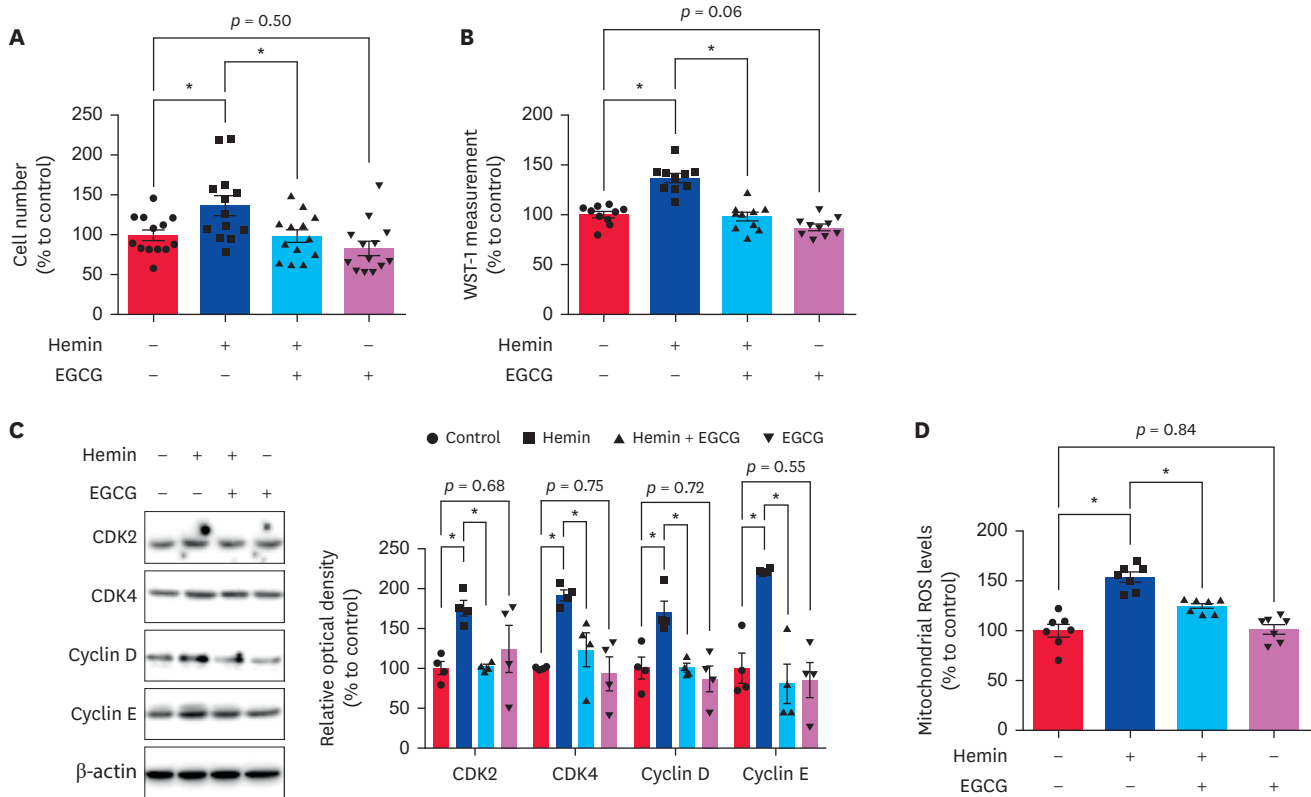 A
p = 0.50
*
*
Cell number
(% to control)
250
200
150
100
50
0
Hemin − + + −
EGCG − − + +
B
p = 0.06
*
*
WST-1 measurement
(% to control)
200
150
100
50
0
Hemin − + + −
EGCG − − + +
C
Hemin − + + −
EGCG − − + +
CDK2
CDK4
Cyclin D
Cyclin E
β-actin
Control Hemin Hemin + EGCG EGCG
p = 0.68 p = 0.75 p = 0.72 p = 0.55
* * * *
* * * *
Relative optical density
(% to control)
250
200
150
100
50
0
CDK2 CDK4 Cyclin D Cyclin E
D
p = 0.84
*
*
Mitochondrial ROS levels
(% to control)
200
150
100
50
0
Hemin − + + −
EGCG − − + +